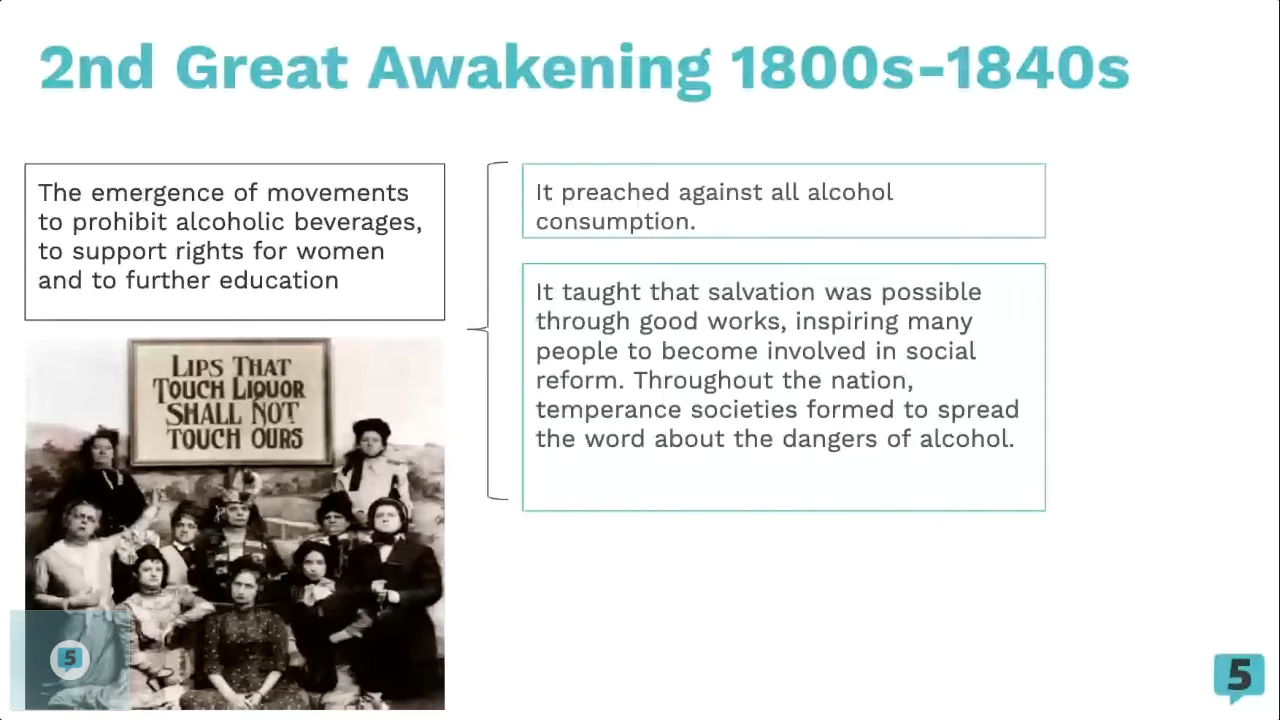 2nd Great Awakening 1800s-1840s
The emergence of movements
to prohibit alcoholic beverages,
to support rights for women
and to further education
It preached against all alcohol
consumption.
It taught that salvation was possible
through good works, inspiring many
people to become involved in social
reform. Throughout the nation,
temperance societies formed to spread
the word about the dangers of alcohol.
LIPS THAT
TOUCH LIQUOR
SHALL NOT
TOUCH OURS
5
5